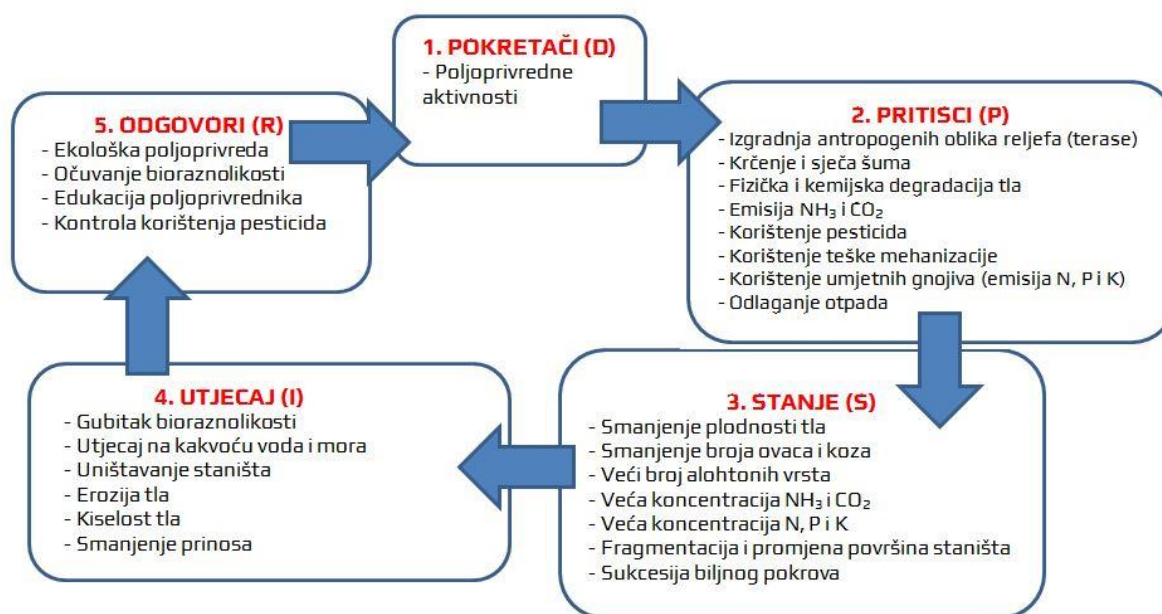 1. POKRETAČI (D)
- Poljoprivredne
aktivnosti
2. PRITISCI (P)
- Izgradnja antropogenih oblika reljefa (terase)
- Krčenje i sječa šuma
- Fizička i kemijska degradacija tla
- Emisija NH₃ i CO₂
- Korištenje pesticida
- Korištenje teške mehanizacije
- Korištenje umjetnih gnojiva (emisija N, P i K)
- Odlaganje otpada
3. STANJE (S)
- Smanjenje plodnosti tla
- Smanjenje broja ovaca i koza
- Veći broj alohtonih vrsta
- Veća koncentracija NH₃ i CO₂
- Veća koncentracija N, P i K
- Fragmentacija i promjena površina staništa
- Sukcesija biljnog pokrova
4. UTJECAJ (I)
- Gubitak bioraznolikosti
- Utjecaj na kakvoću voda i mora
- Uništavanje staništa
- Erozija tla
- Kiselost tla
- Smanjenje prinosa
5. ODGOVORI (R)
- Ekološka poljoprivreda
- Očuvanje bioraznolikosti
- Edukacija poljoprivrednika
- Kontrola korištenja pesticida